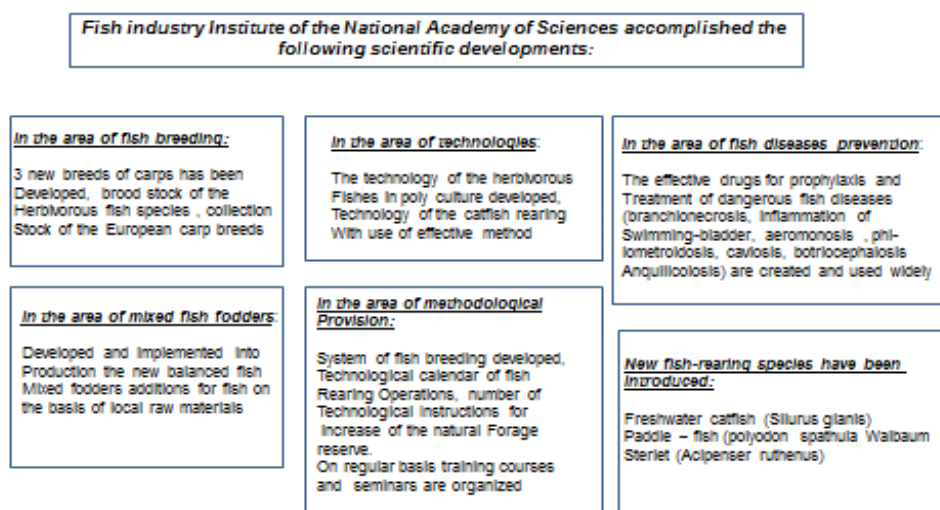 Fish industry Institute of the National Academy of Sciences accomplished the
following scientific developments:
In the area of fish breeding:
3 new breeds of carps has been
Developed, brood stock of the
Herbivorous fish species , collection
Stock of the European carp breeds
In the area of technologies:
The technology of the herbivorous
Fishes in poly culture developed,
Technology of the catfish rearing
With use of effective method
In the area of fish diseases prevention:
The effective drugs for prophylaxis and
Treatment of dangerous fish diseases
(branchionecrosis, inflammation of
Swimming-bladder, aeromonosis , phi-
lometroidosis, caviosis, botriocephalosis
Anquillicolosis) are created and used widely
In the area of mixed fish fodders:
Developed and implemented into
Production the new balanced fish
Mixed fodders additions for fish on
the basis of local raw materials
In the area of methodological
Provision:
System of fish breeding developed,
Technological calendar of fish
Rearing Operations, number of
Technological instructions for
increase of the natural Forage
reserve.
On regular basis training courses
and seminars are organized
New fish-rearing species have been
introduced:
Freshwater catfish (Silurus glanis)
Paddle – fish (polyodon spathula Walbaum
Sterlet (Acipenser ruthenus)